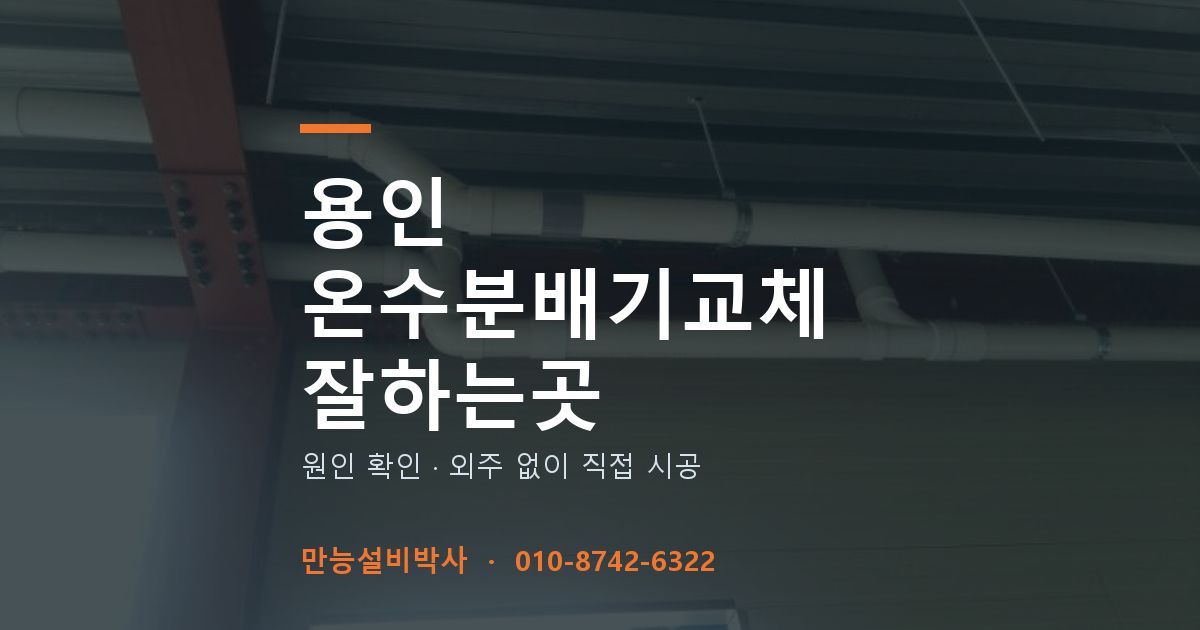 용인
온수분배기교체
잘하는곳
원인 확인 · 외주 없이 직접 시공
만능설비박사 · 010-8742-6322